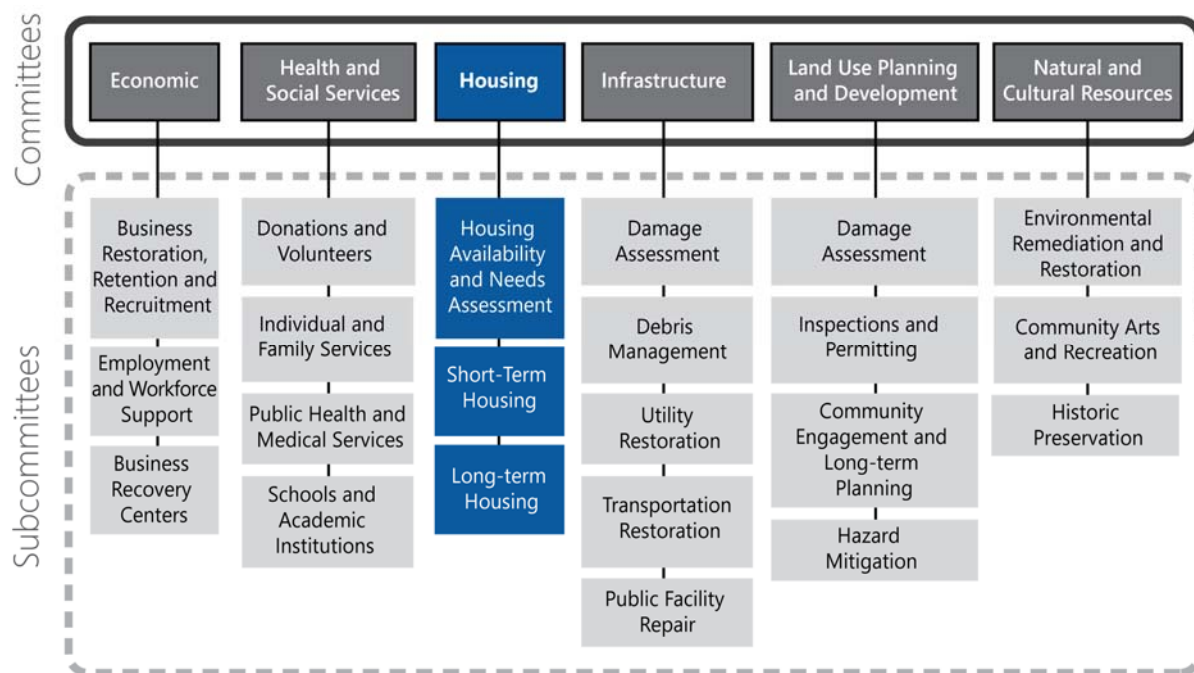 Committees
Economic
Health and
Social Services
Housing
Infrastructure
Land Use Planning
and Development
Natural and
Cultural Resources
Subcommittees
Business
Restoration,
Retention and
Recruitment
Employment
and Workforce
Support
Business
Recovery
Centers
Donations and
Volunteers
Individual and
Family Services
Public Health and
Medical Services
Schools and
Academic
Institutions
Housing
Availability
and Needs
Assessment
Short-Term
Housing
Long-term
Housing
Damage
Assessment
Debris
Management
Utility
Restoration
Transportation
Restoration
Public Facility
Repair
Damage
Assessment
Inspections and
Permitting
Community
Engagement and
Long-term
Planning
Hazard
Mitigation
Environmental
Remediation and
Restoration
Community Arts
and Recreation
Historic
Preservation